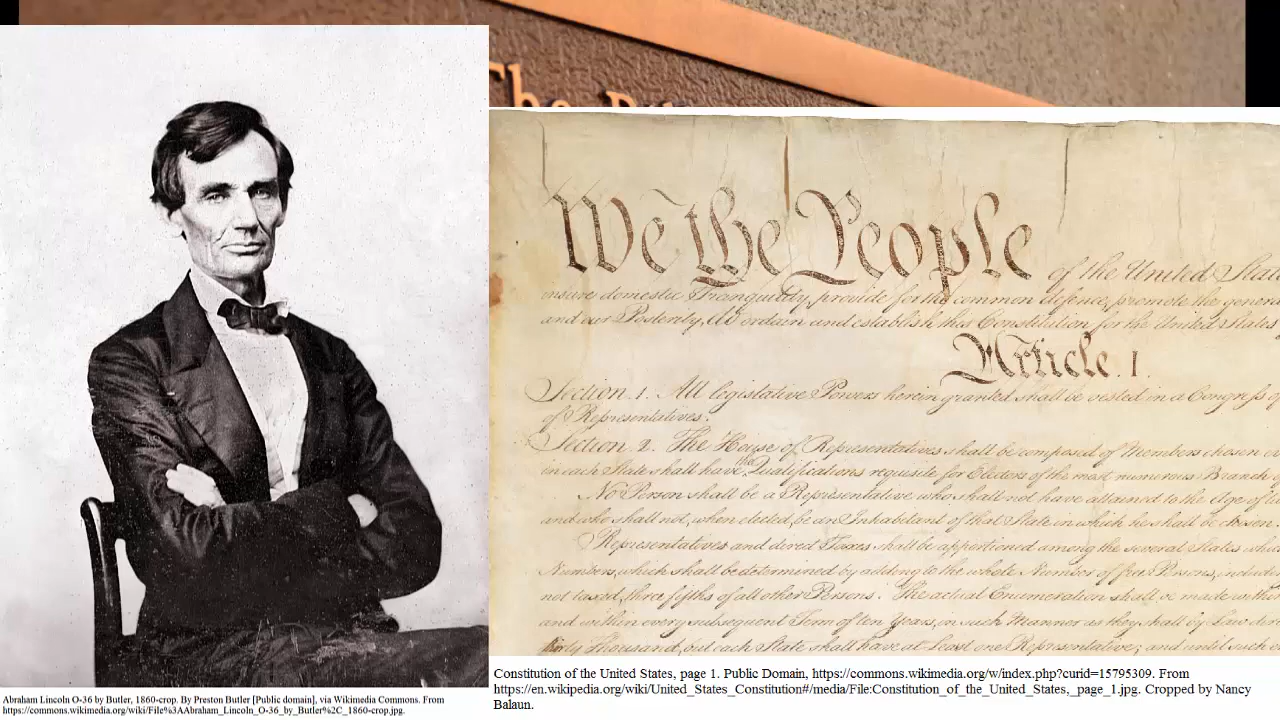 The
We the People
of the United Stat
insure domestic Tranquility, provide for the common defence, promote the genera
and our Posterity, do ordain and establish this Constitution for the United States
Article. I.
Section. 1. All legislative Powers herein granted shall be vested in a Congress of
of Representatives.
Section. 2. The House of Representatives shall be composed of Members chosen ev
in each State shall have the Qualifications requisite for Electors of the most numerous Branch
No Person shall be a Representative who shall not have attained to the Age of
and who shall not, when elected, be an Inhabitant of that State in which he shall be chosen.
Representatives and direct Taxes shall be apportioned among the several States whic
Numbers, which shall be determined by adding to the whole Number of free Persons, includin
not taxed, three fifths of all other Persons. The actual Enumeration shall be made within
and within every subsequent Term of ten Years, in such Manner as they shall by Law
thirty Thousand, but each State shall have at Least one Representative; and until such
Abraham Lincoln O-36 by Butler, 1860-crop. By Preston Butler [Public domain], via Wikimedia Commons. From
https://commons.wikimedia.org/wiki/File%3AAbraham_Lincoln_O-36_by_Butler%2C_1860-crop.jpg.
Constitution of the United States, page 1. Public Domain, https://commons.wikimedia.org/w/index.php?curid=15795309. From
https://en.wikipedia.org/wiki/United_States_Constitution#/media/File:Constitution_of_the_United_States,_page_1.jpg. Cropped by Nancy
Balaun.